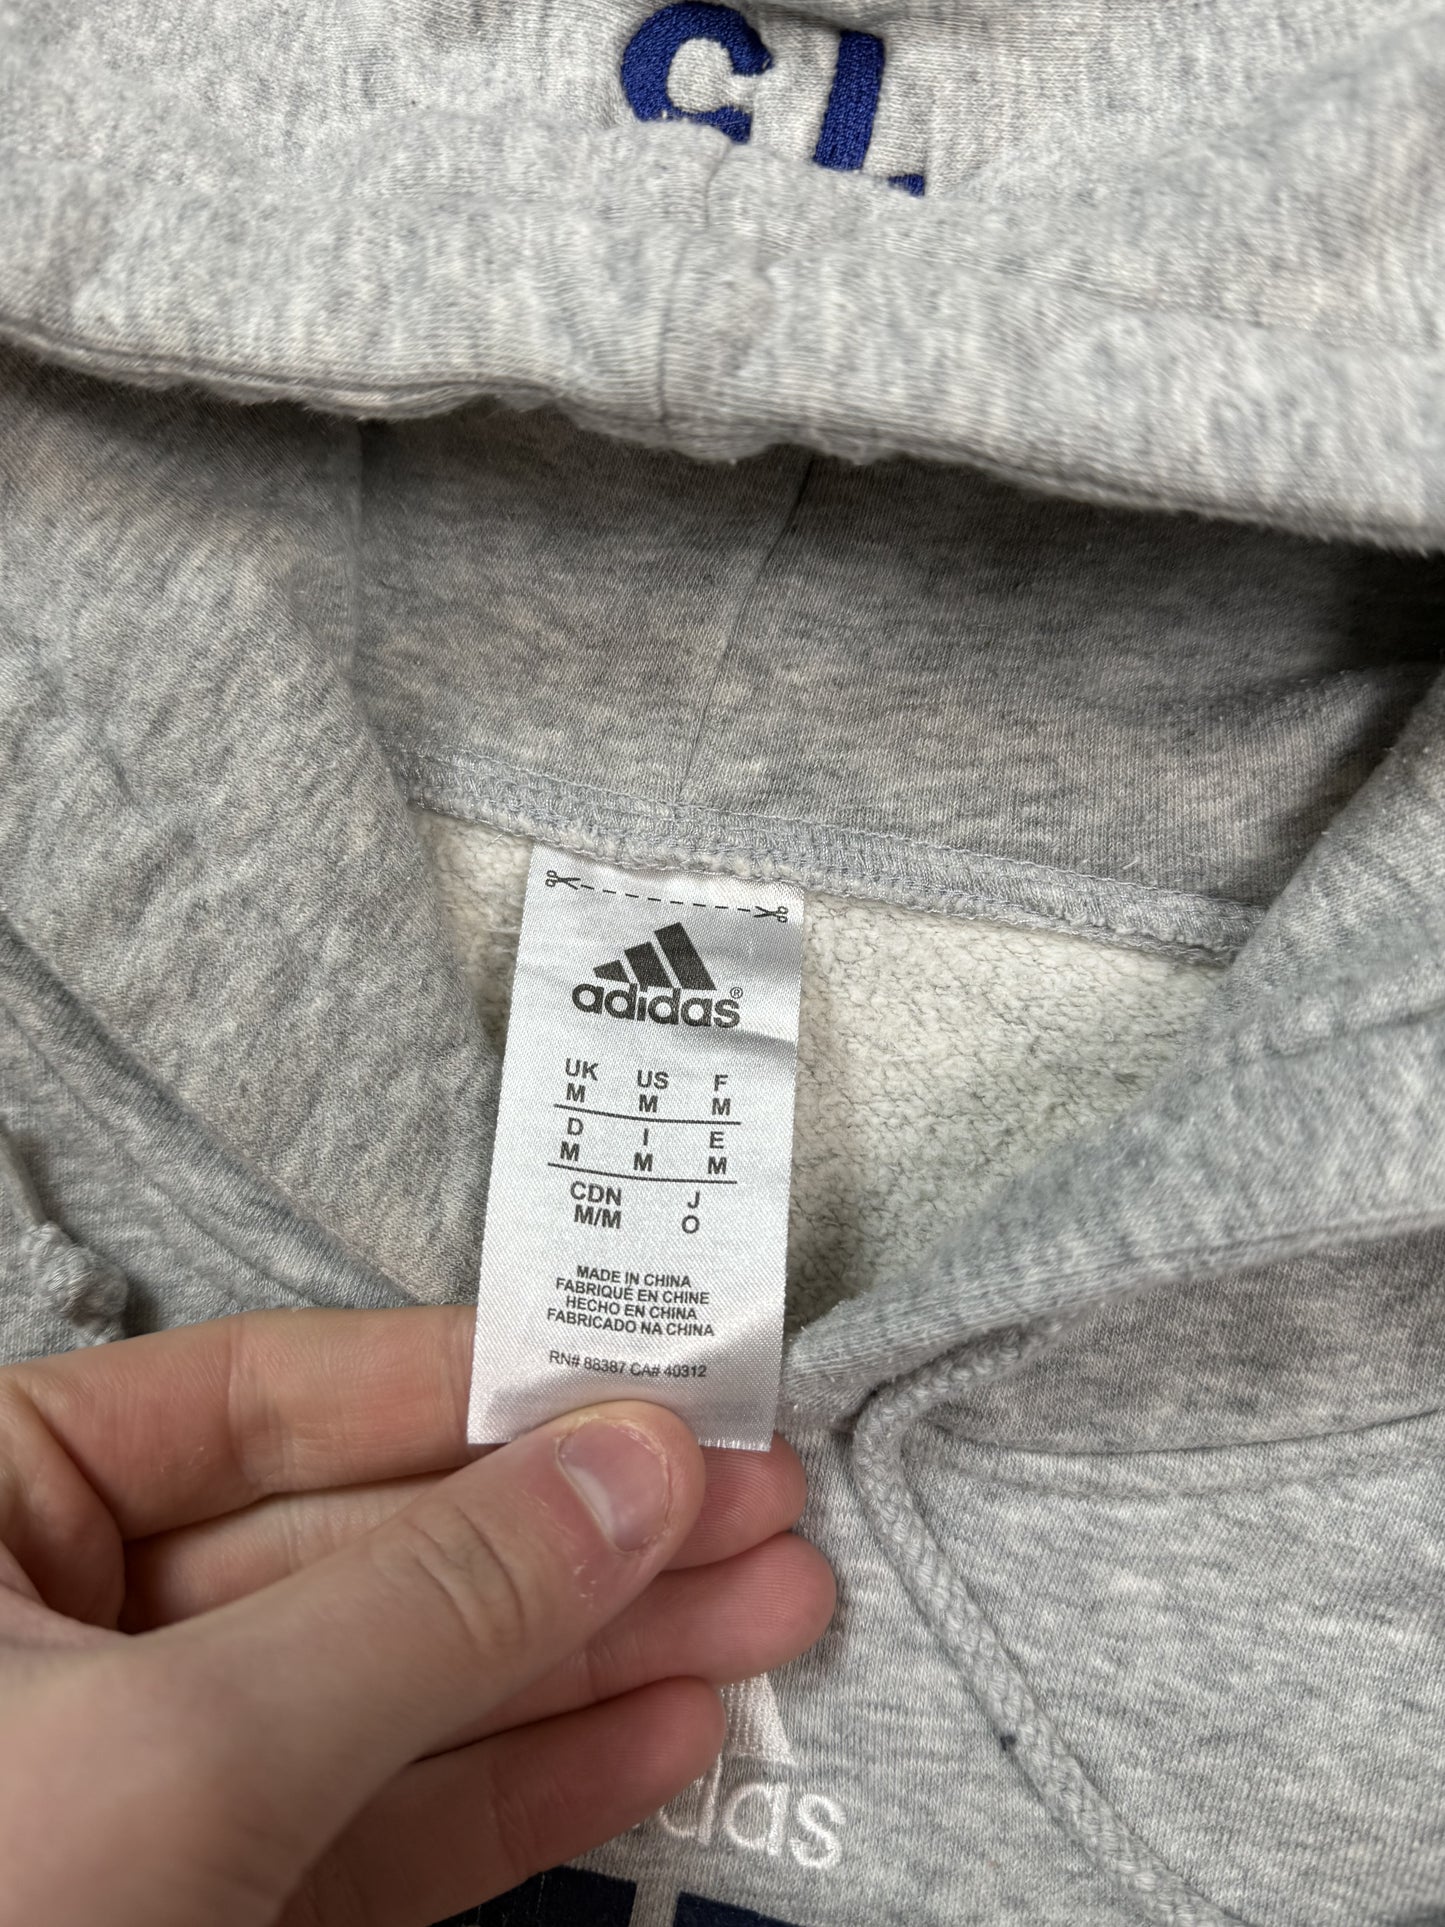 adidas®
UK US F
M M M
D I E
M M M
CDN J
M/M O
MADE IN CHINA
FABRIQUÉ EN CHINE
HECHO EN CHINA
FABRICADO NA CHINA
RN# 88387 CA# 40312